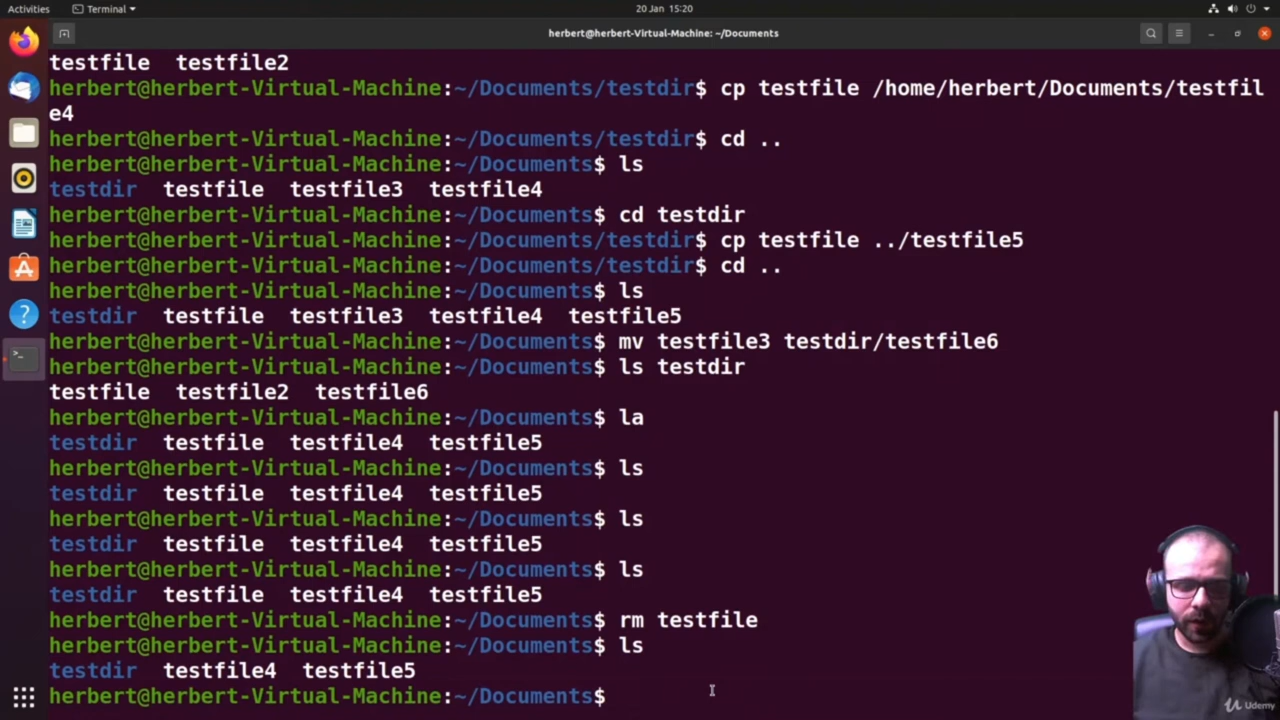 Activities
Terminal
20 Jan 15:20
herbert@herbert-Virtual-Machine: ~/Documents
testfile testfile2
herbert@herbert-Virtual-Machine:~/Documents/testdir$ cp testfile /home/herbert/Documents/testfil
e4
herbert@herbert-Virtual-Machine:~/Documents/testdir$ cd ..
herbert@herbert-Virtual-Machine:~/Documents$ ls
testdir testfile testfile3 testfile4
herbert@herbert-Virtual-Machine:~/Documents$ cd testdir
herbert@herbert-Virtual-Machine:~/Documents/testdir$ cp testfile ../testfile5
herbert@herbert-Virtual-Machine:~/Documents/testdir$ cd ..
herbert@herbert-Virtual-Machine:~/Documents$ ls
testdir testfile testfile3 testfile4 testfile5
herbert@herbert-Virtual-Machine:~/Documents$ mv testfile3 testdir/testfile6
herbert@herbert-Virtual-Machine:~/Documents$ ls testdir
testfile testfile2 testfile6
herbert@herbert-Virtual-Machine:~/Documents$ la
testdir testfile testfile4 testfile5
herbert@herbert-Virtual-Machine:~/Documents$ ls
testdir testfile testfile4 testfile5
herbert@herbert-Virtual-Machine:~/Documents$ ls
testdir testfile testfile4 testfile5
herbert@herbert-Virtual-Machine:~/Documents$ ls
testdir testfile testfile4 testfile5
herbert@herbert-Virtual-Machine:~/Documents$ rm testfile
herbert@herbert-Virtual-Machine:~/Documents$ ls
testdir testfile4 testfile5
herbert@herbert-Virtual-Machine:~/Documents$
Udemy